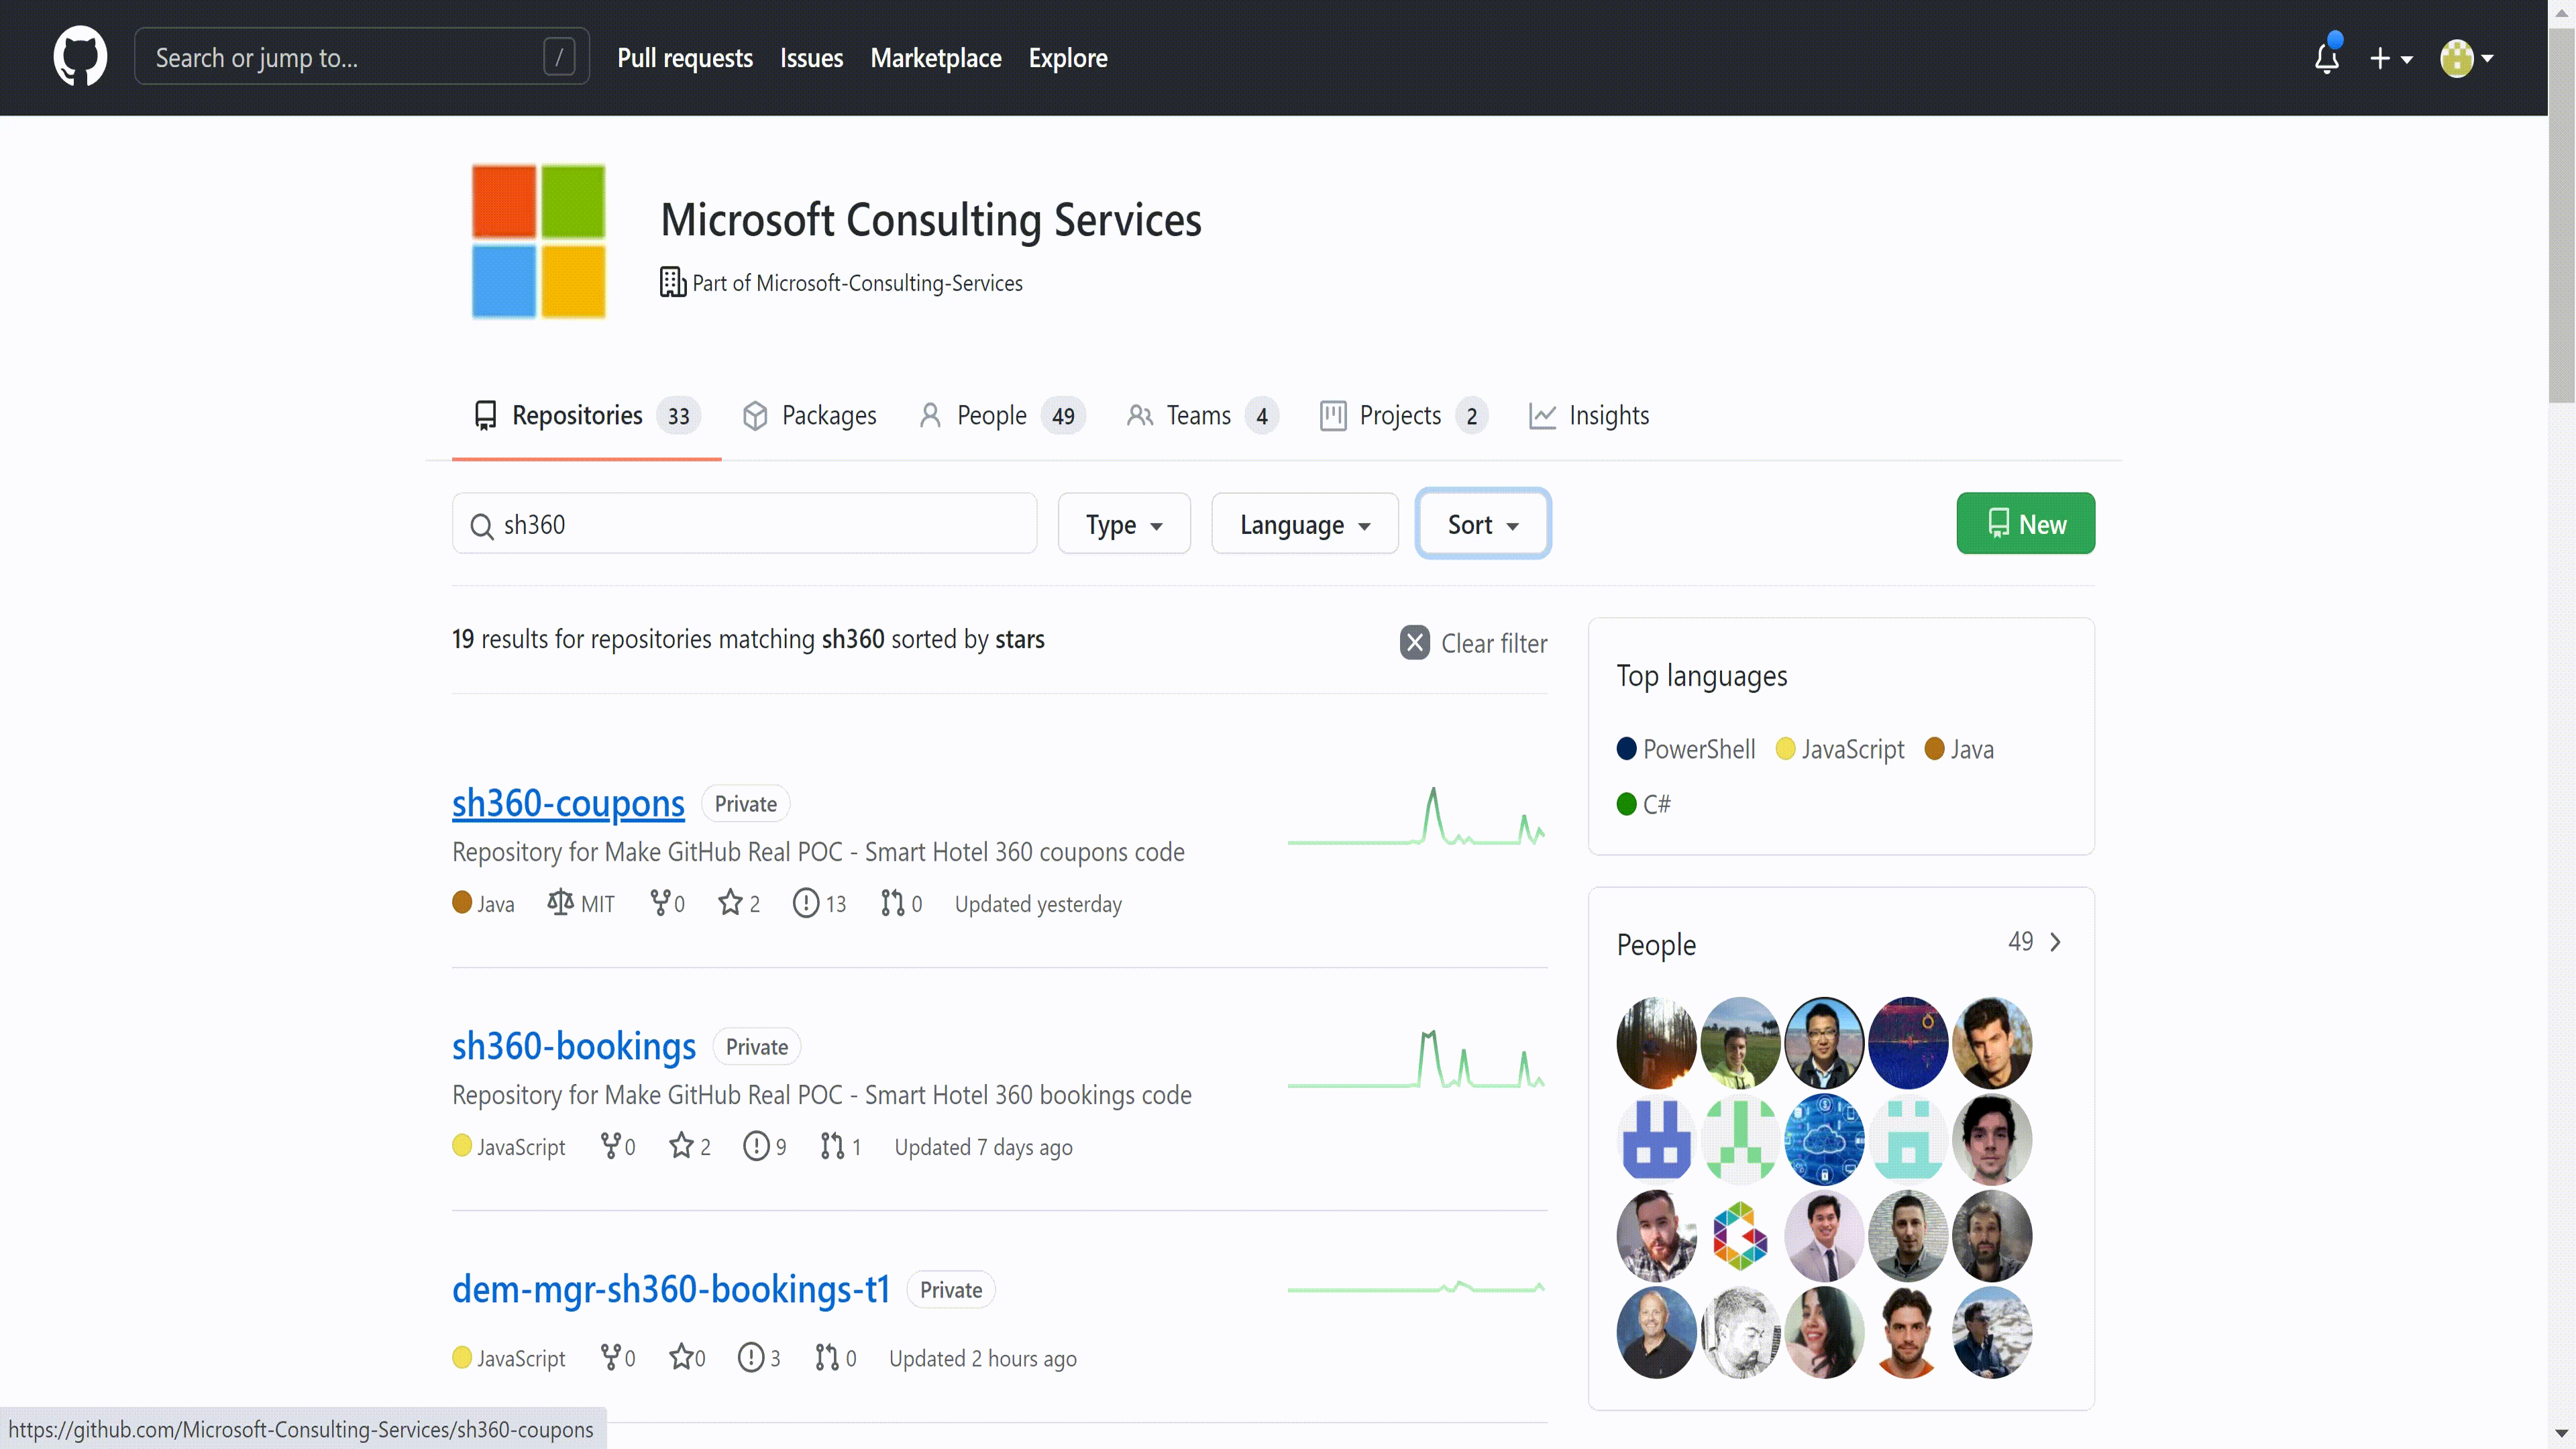 Search or jump to... / Pull requests Issues Marketplace Explore
Microsoft Consulting Services
Part of Microsoft-Consulting-Services
Repositories 33 Packages People 49 Teams 4 Projects 2 Insights
sh360 Type Language Sort New
19 results for repositories matching sh360 sorted by stars
Clear filter
sh360-coupons Private
Repository for Make GitHub Real POC - Smart Hotel 360 coupons code
Java MIT 0 2 13 0 Updated yesterday
sh360-bookings Private
Repository for Make GitHub Real POC - Smart Hotel 360 bookings code
JavaScript 0 2 9 1 Updated 7 days ago
dem-mgr-sh360-bookings-t1 Private
JavaScript 0 0 3 0 Updated 2 hours ago
Top languages
PowerShell JavaScript Java
C#
People 49
https://github.com/Microsoft-Consulting-Services/sh360-coupons